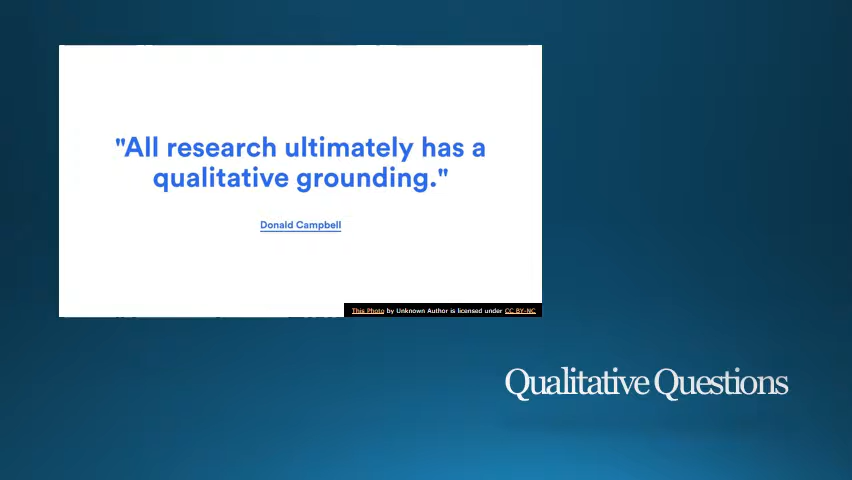 "All research ultimately has a
qualitative grounding."
Donald Campbell
This Photo by Unknown Author is licensed under CC BY-NC
Qualitative Questions